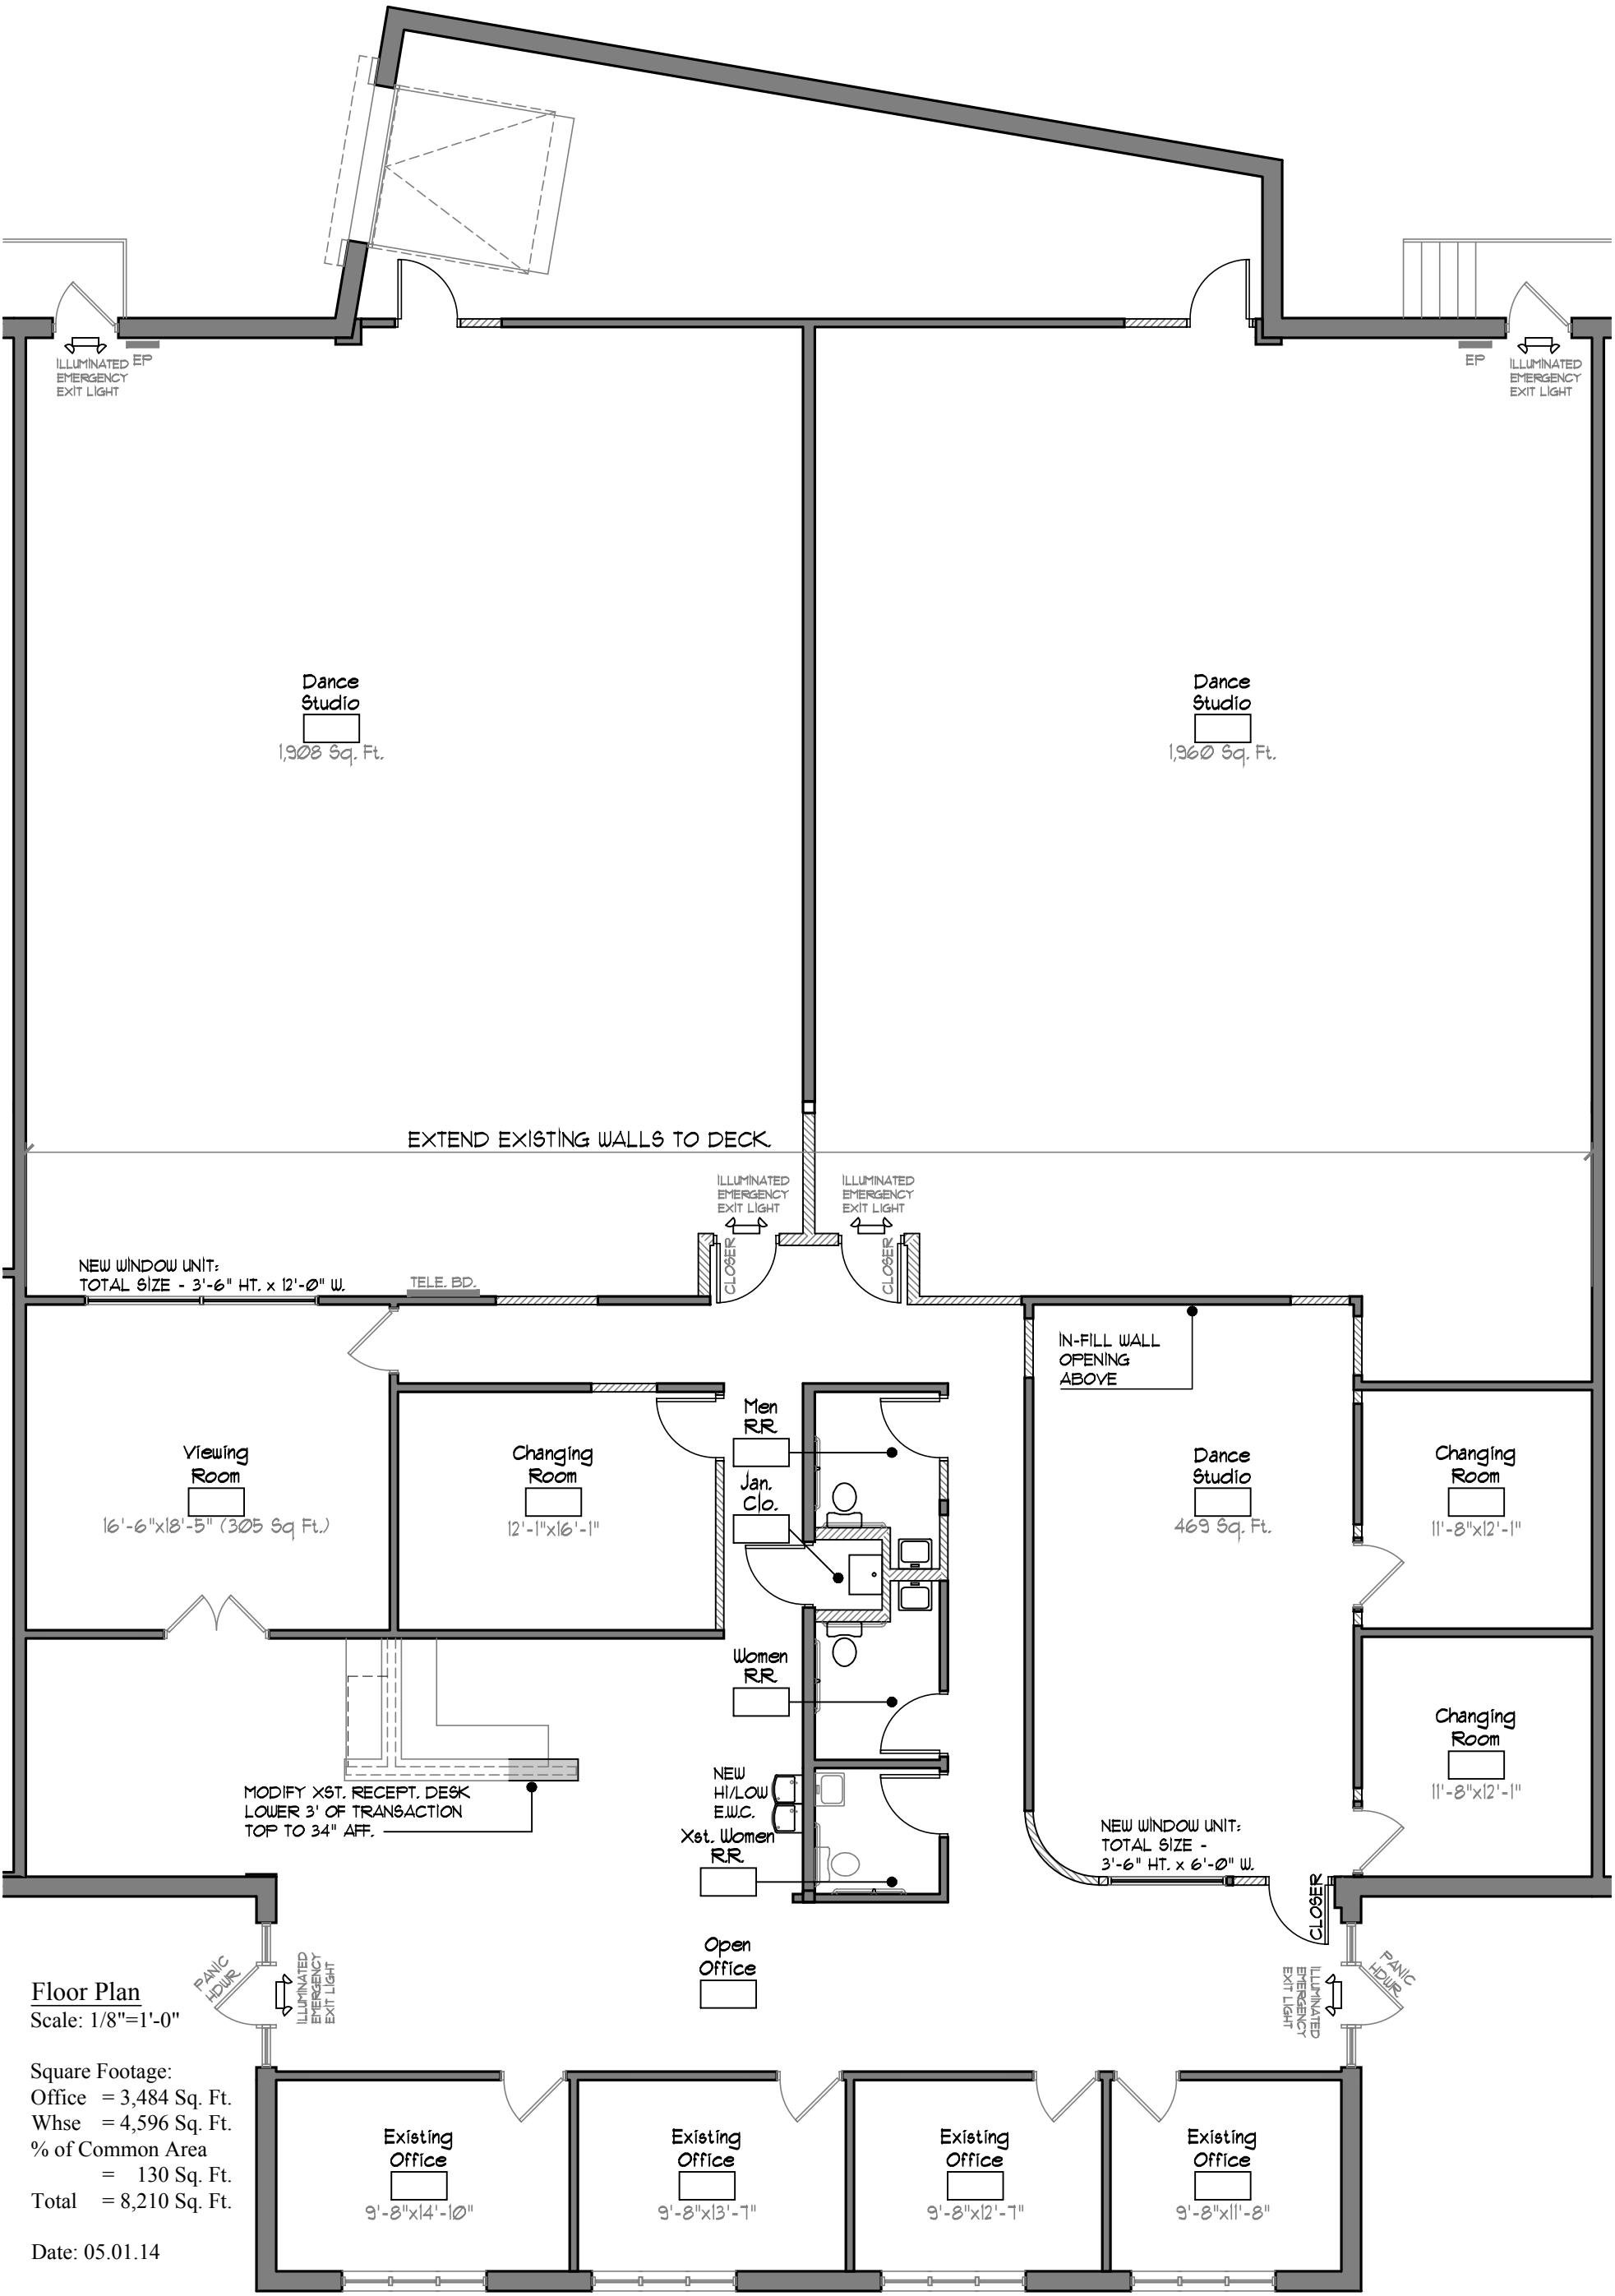 ILLUMINATED
EMERGENCY
EXIT LIGHT
EP
EP
ILLUMINATED
EMERGENCY
EXIT LIGHT
Dance
Studio
1,908 Sq. Ft.
Dance
Studio
1,960 Sq. Ft.
EXTEND EXISTING WALLS TO DECK.
ILLUMINATED
EMERGENCY
EXIT LIGHT
ILLUMINATED
EMERGENCY
EXIT LIGHT
CLOSER
CLOSER
NEW WINDOW UNIT:
TOTAL SIZE - 3'-6" HT. x 12'-0" W.
TELE. BD.
IN-FILL WALL
OPENING
ABOVE
Viewing
Room
16'-6"x18'-5" (305 Sq Ft.)
Changing
Room
12'-1"x16'-1"
Men
R.R.
Jan.
Clo.
Dance
Studio
469 Sq. Ft.
Changing
Room
11'-8"x12'-1"
Women
R.R.
Changing
Room
11'-8"x12'-1"
MODIFY XST. RECEPT. DESK
LOWER 3' OF TRANSACTION
TOP TO 34" AFF.
NEW
HI/LOW
E.W.C.
Xst. Women
R.R.
NEW WINDOW UNIT:
TOTAL SIZE -
3'-6" HT. x 6'-0" W.
CLOSER
Open
Office
PANIC
HDWR
ILLUMINATED
EMERGENCY
EXIT LIGHT
ILLUMINATED
EMERGENCY
EXIT LIGHT
PANIC
HDWR
Floor Plan
Scale: 1/8"=1'-0"
Square Footage:
Office = 3,484 Sq. Ft.
Whse = 4,596 Sq. Ft.
% of Common Area
= 130 Sq. Ft.
Total = 8,210 Sq. Ft.
Date: 05.01.14
Existing
Office
9'-8"x14'-10"
Existing
Office
9'-8"x13'-7"
Existing
Office
9'-8"x12'-7"
Existing
Office
9'-8"x11'-8"